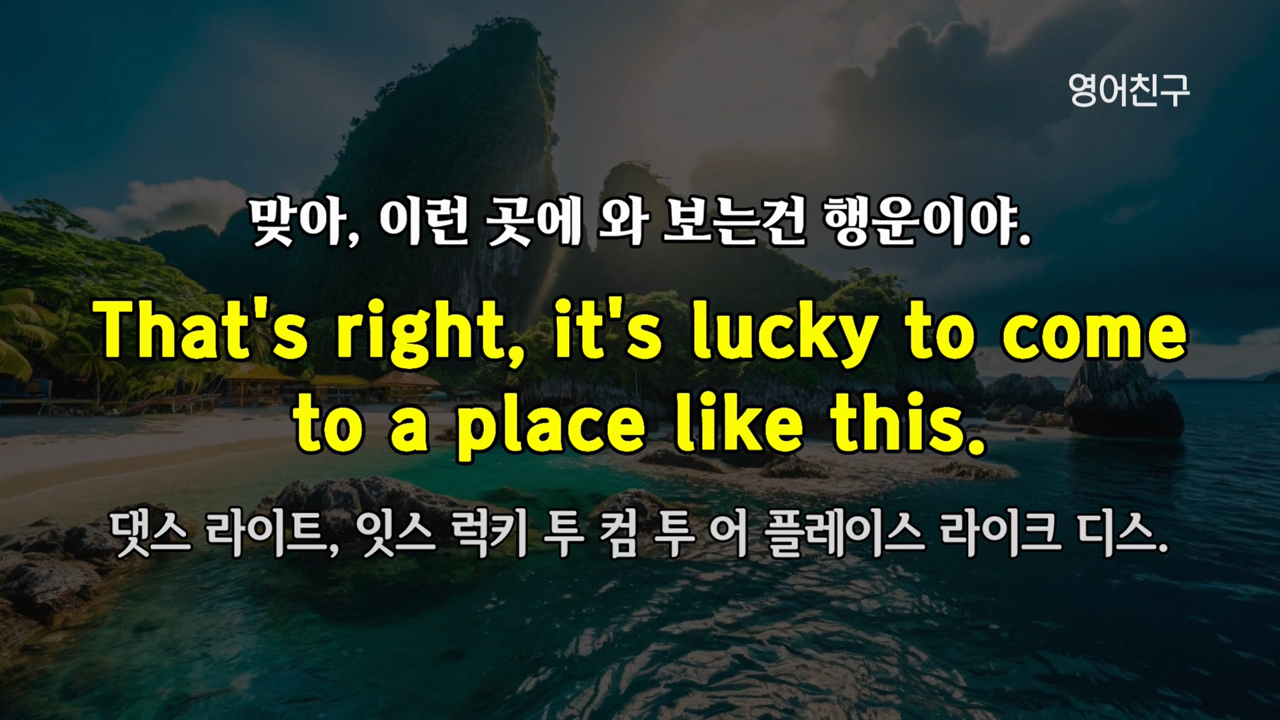 영어친구
맞아, 이런 곳에 와 보는건 행운이야.
That's right, it's lucky to come
to a place like this.
댓스 라이트, 잇스 럭키 투 컴 투 어 플레이스 라이크 디스.